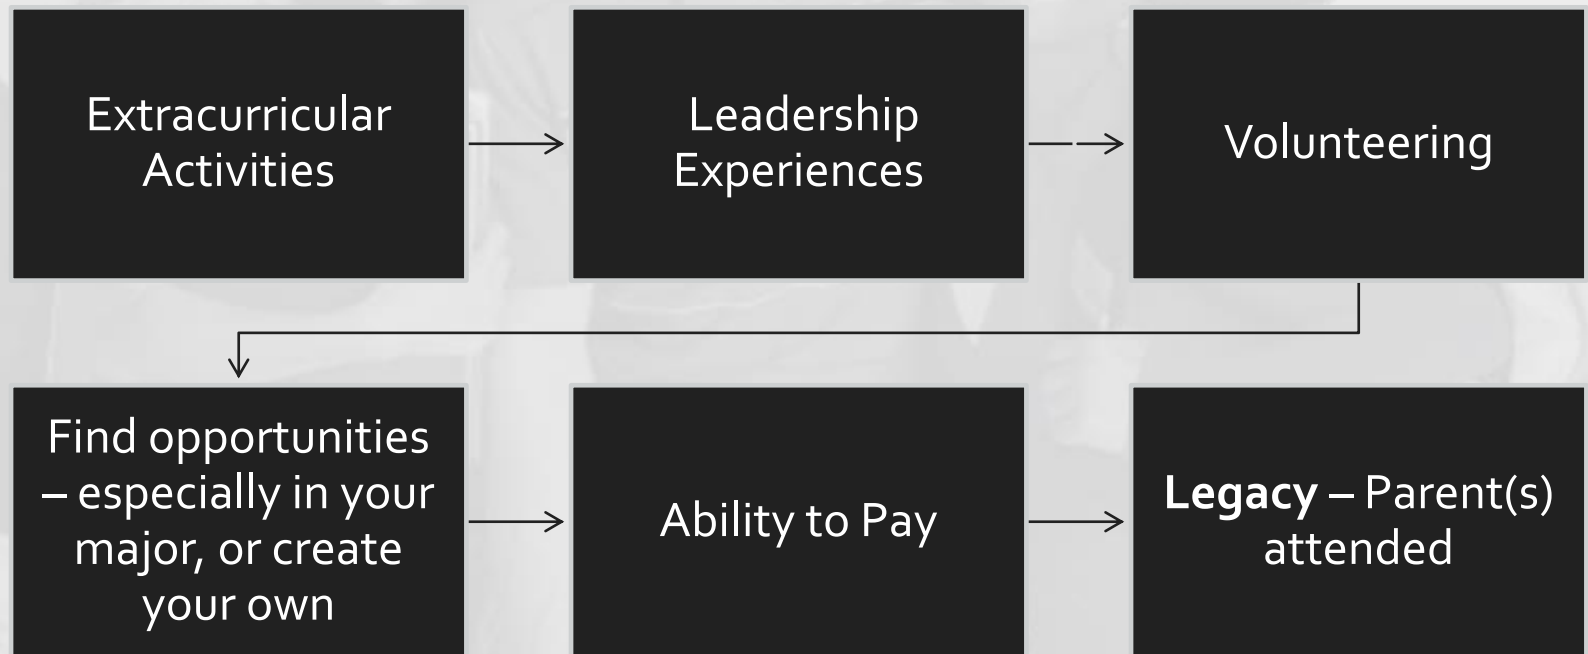 Extracurricular
Activities
Leadership
Experiences
Volunteering
Find opportunities
– especially in your
major, or create
your own
Ability to Pay
Legacy – Parent(s)
attended